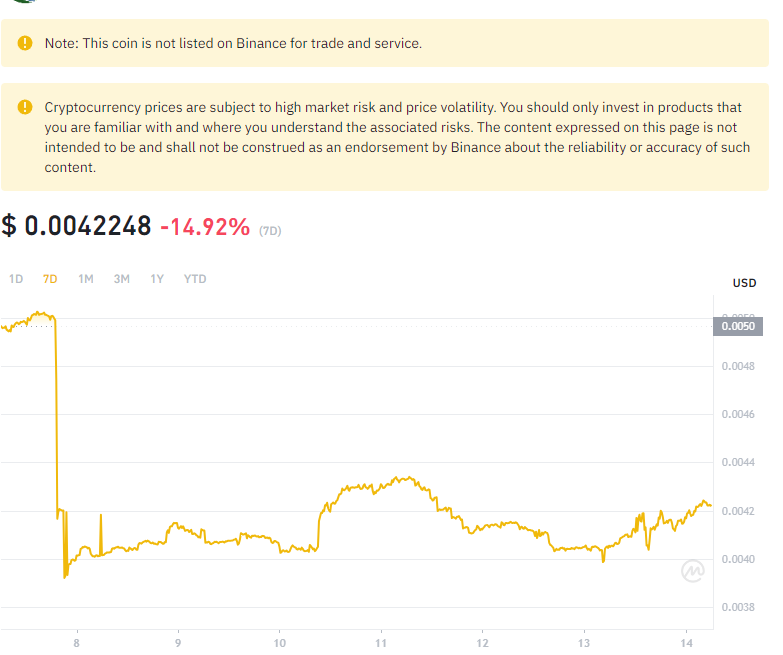 Note: This coin is not listed on Binance for trade and service.
Cryptocurrency prices are subject to high market risk and price volatility. You should only invest in products that
you are familiar with and where you understand the associated risks. The content expressed on this page is not
intended to be and shall not be construed as an endorsement by Binance about the reliability or accuracy of such
content.
$ 0.0042248 -14.92% (7D)
1D 7D 1M 3M 1Y YTD
USD
0.0050
0.0050
0.0048
0.0046
0.0044
0.0042
0.0040
0.0038
8 9 10 11 12 13 14